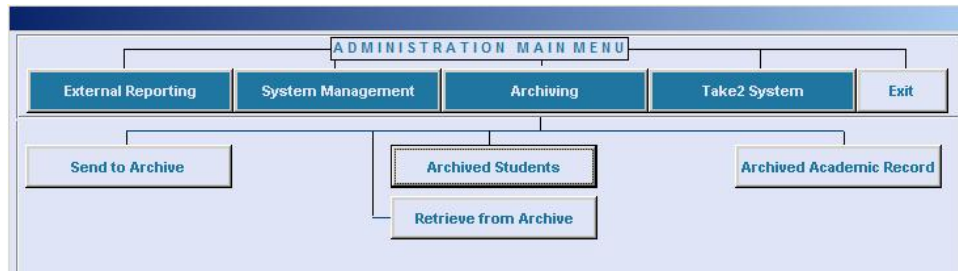 ADMINISTRATION MAIN MENU
External Reporting System Management Archiving Take2 System Exit
Send to Archive Archived Students Archived Academic Record
Retrieve from Archive